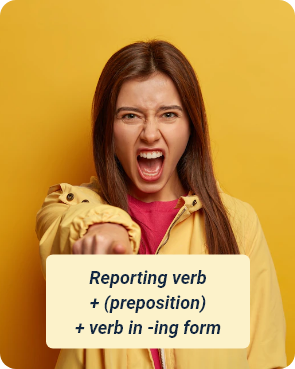 Reporting verb
+ (preposition)
+ verb in -ing form